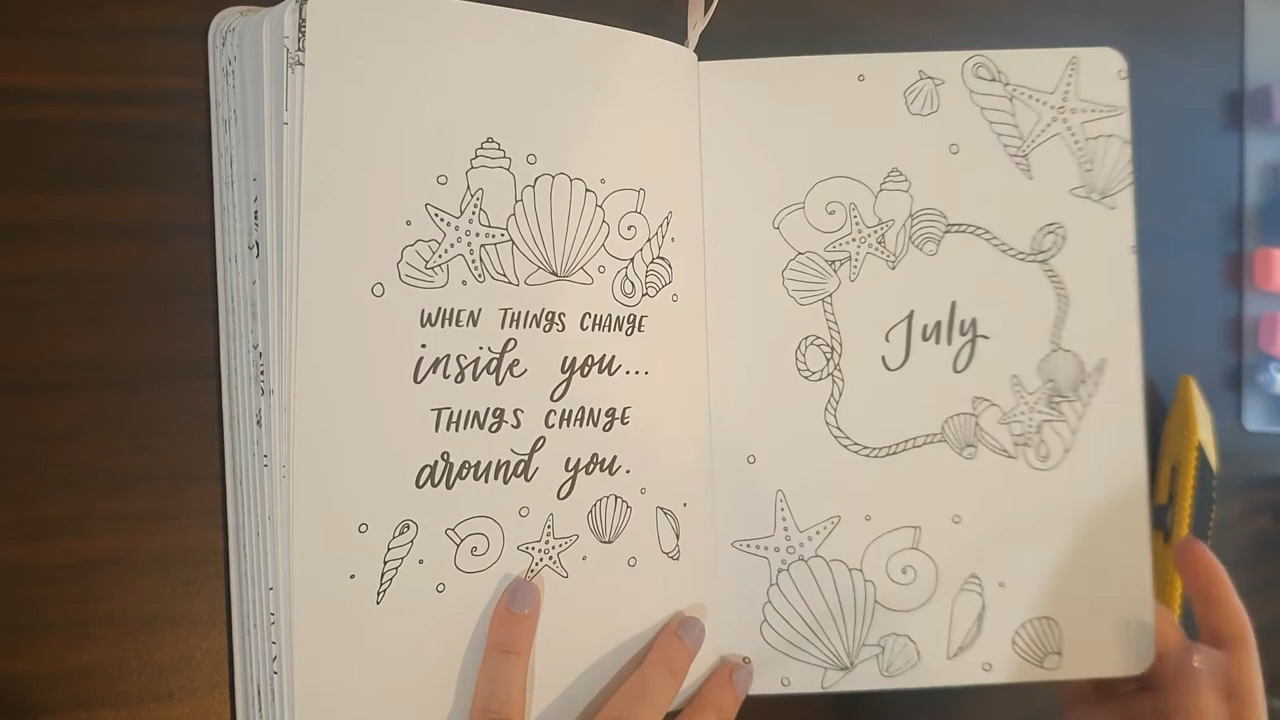 WHEN THINGS CHANGE
inside you...
THINGS CHANGE
around you.
July